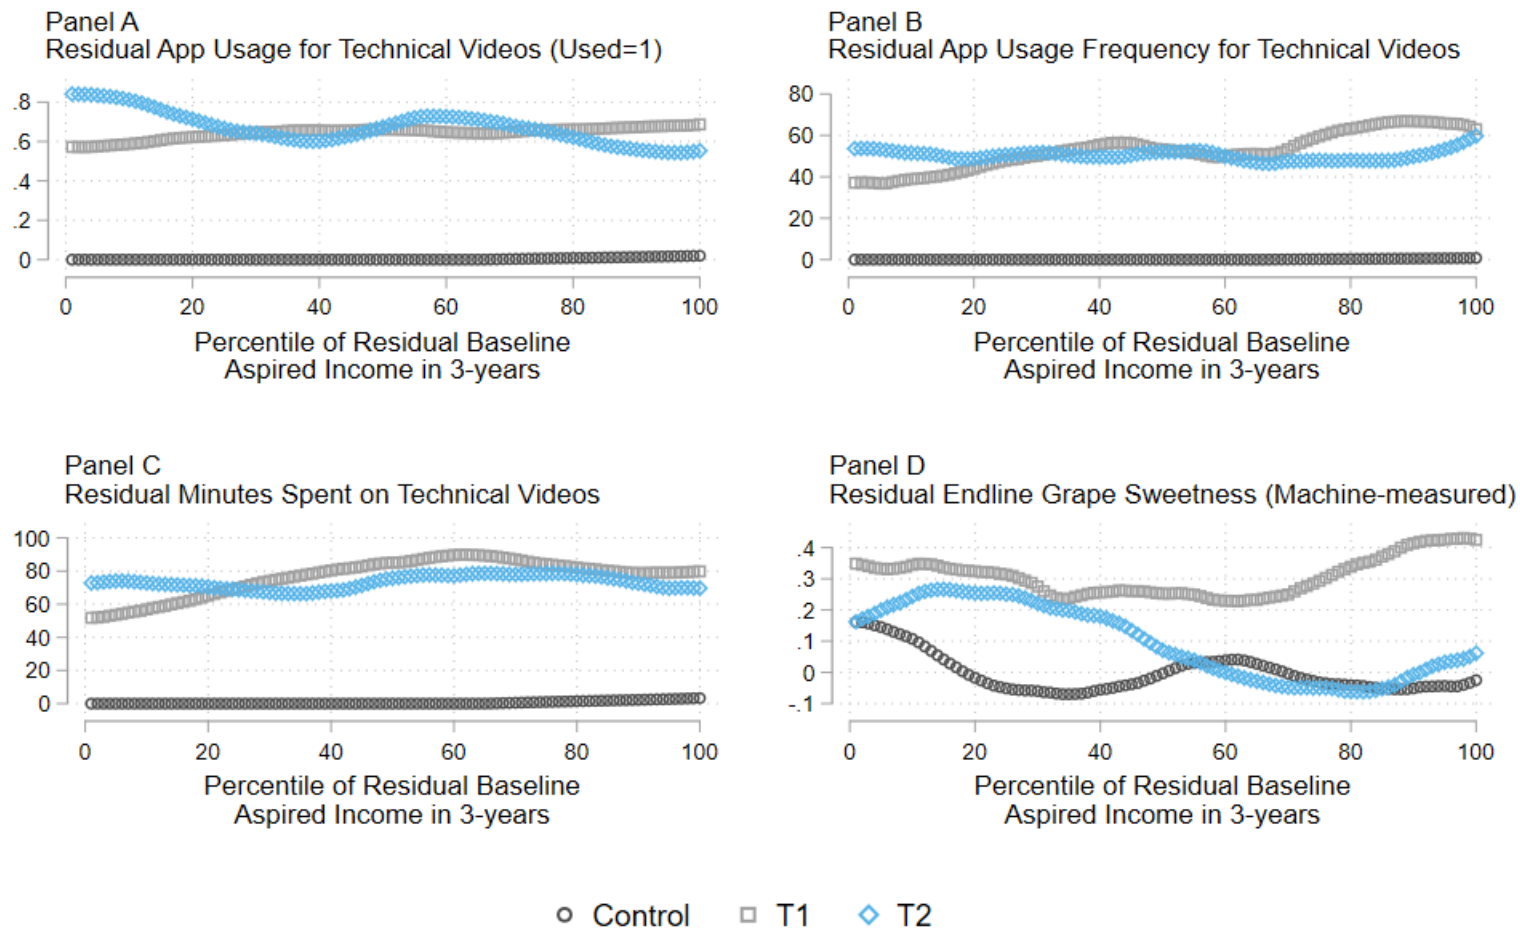 Panel A
Residual App Usage for Technical Videos (Used=1)
.8
.6
.4
.2
0
0 20 40 60 80 100
Percentile of Residual Baseline
Aspired Income in 3-years
Panel B
Residual App Usage Frequency for Technical Videos
80
60
40
20
0
0 20 40 60 80 100
Percentile of Residual Baseline
Aspired Income in 3-years
Panel C
Residual Minutes Spent on Technical Videos
100
80
60
40
20
0
0 20 40 60 80 100
Percentile of Residual Baseline
Aspired Income in 3-years
Panel D
Residual Endline Grape Sweetness (Machine-measured)
.4
.3
.2
.1
0
-.1
0 20 40 60 80 100
Percentile of Residual Baseline
Aspired Income in 3-years
Control T1 T2